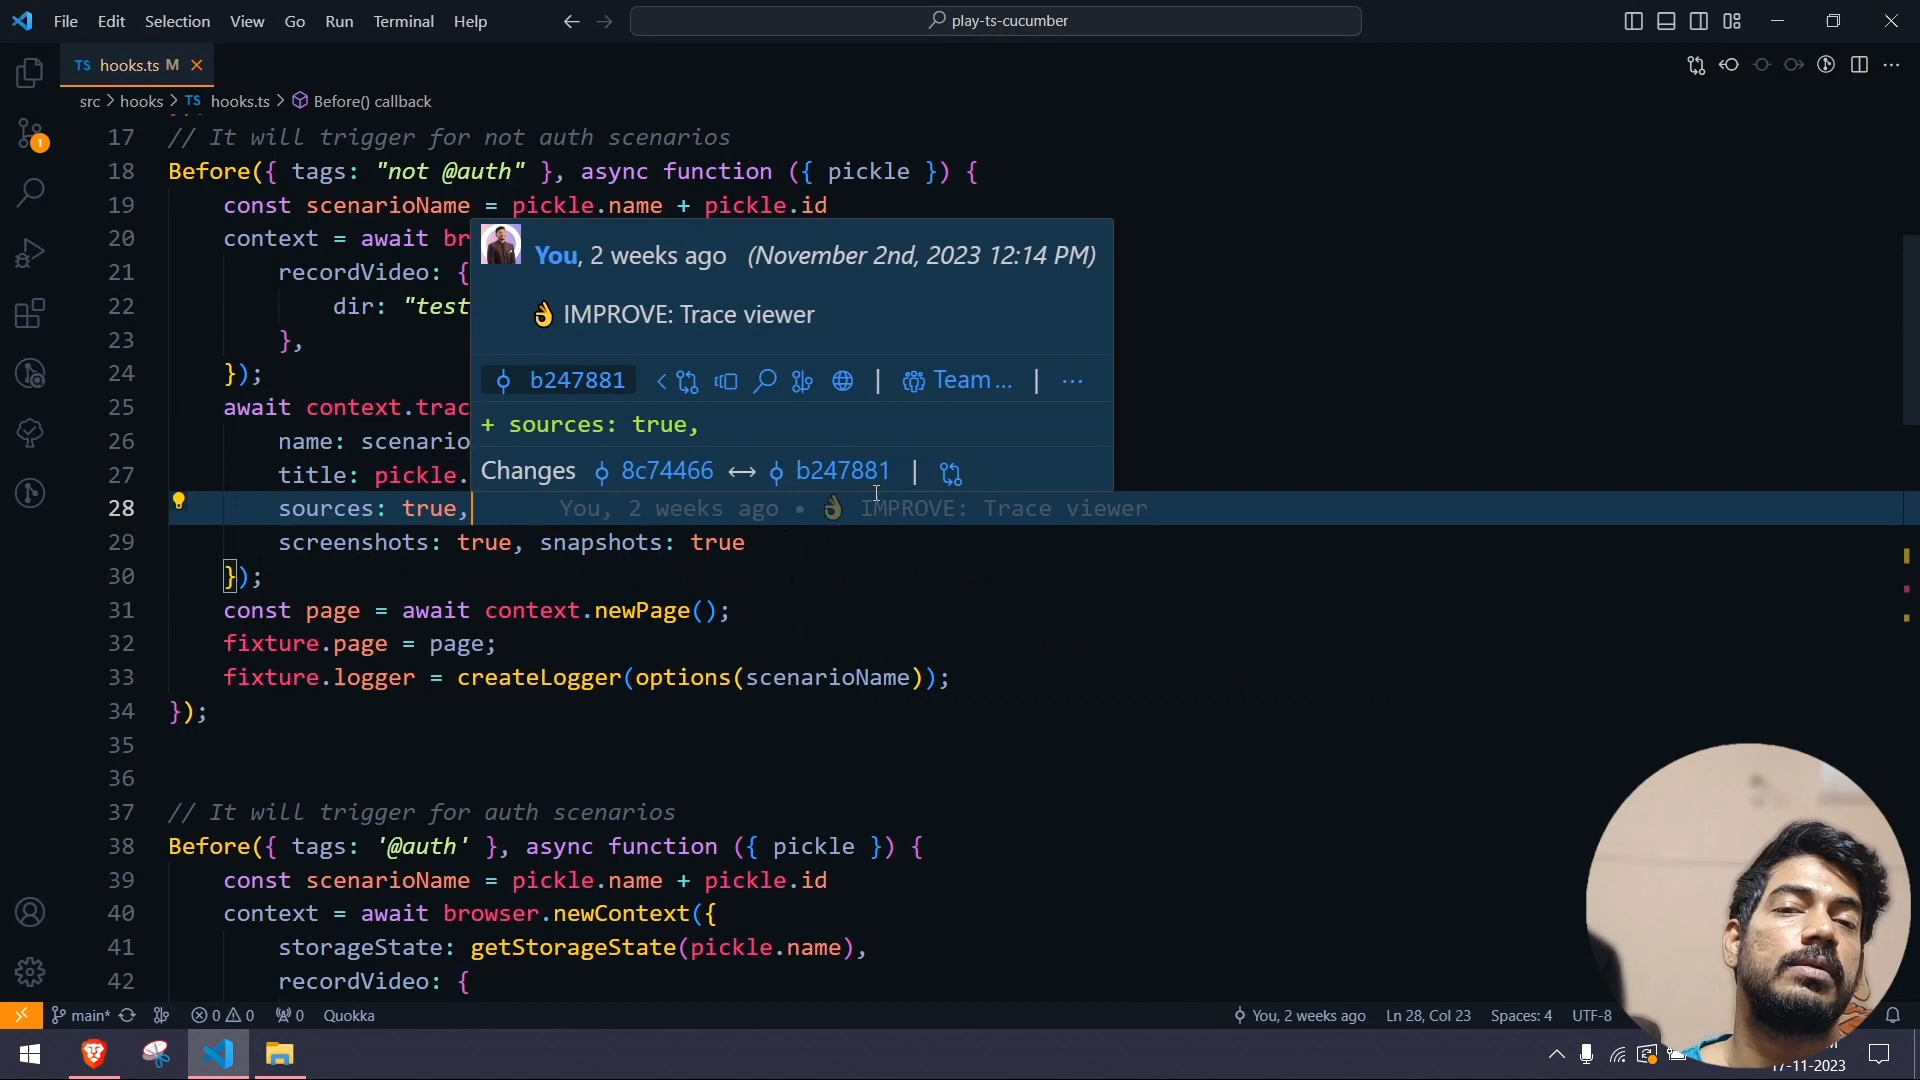 File Edit Selection View Go Run Terminal Help
play-ts-cucumber
TS hooks.ts M
src > hooks > TS hooks.ts > Before() callback
17 // It will trigger for not auth scenarios
18 Before({ tags: "not @auth" }, async function ({ pickle }) {
19 const scenarioName = pickle.name + pickle.id
20 context = await br
21 recordVideo: {
22 dir: "test
23 },
24 });
25 await context.trac
26 name: scenario
27 title: pickle.
28 sources: true, You, 2 weeks ago • 👌 IMPROVE: Trace viewer
29 screenshots: true, snapshots: true
30 });
31 const page = await context.newPage();
32 fixture.page = page;
33 fixture.logger = createLogger(options(scenarioName));
34 });
35
36
37 // It will trigger for auth scenarios
38 Before({ tags: '@auth' }, async function ({ pickle }) {
39 const scenarioName = pickle.name + pickle.id
40 context = await browser.newContext({
41 storageState: getStorageState(pickle.name),
42 recordVideo: {
You, 2 weeks ago (November 2nd, 2023 12:14 PM)
👌 IMPROVE: Trace viewer
b247881 | Team... | ...
+ sources: true,
Changes 8c74466 ↔ b247881 |
1
main* 0 0 0 Quokka
You, 2 weeks ago Ln 28, Col 23 Spaces: 4 UTF-8
17-11-2023